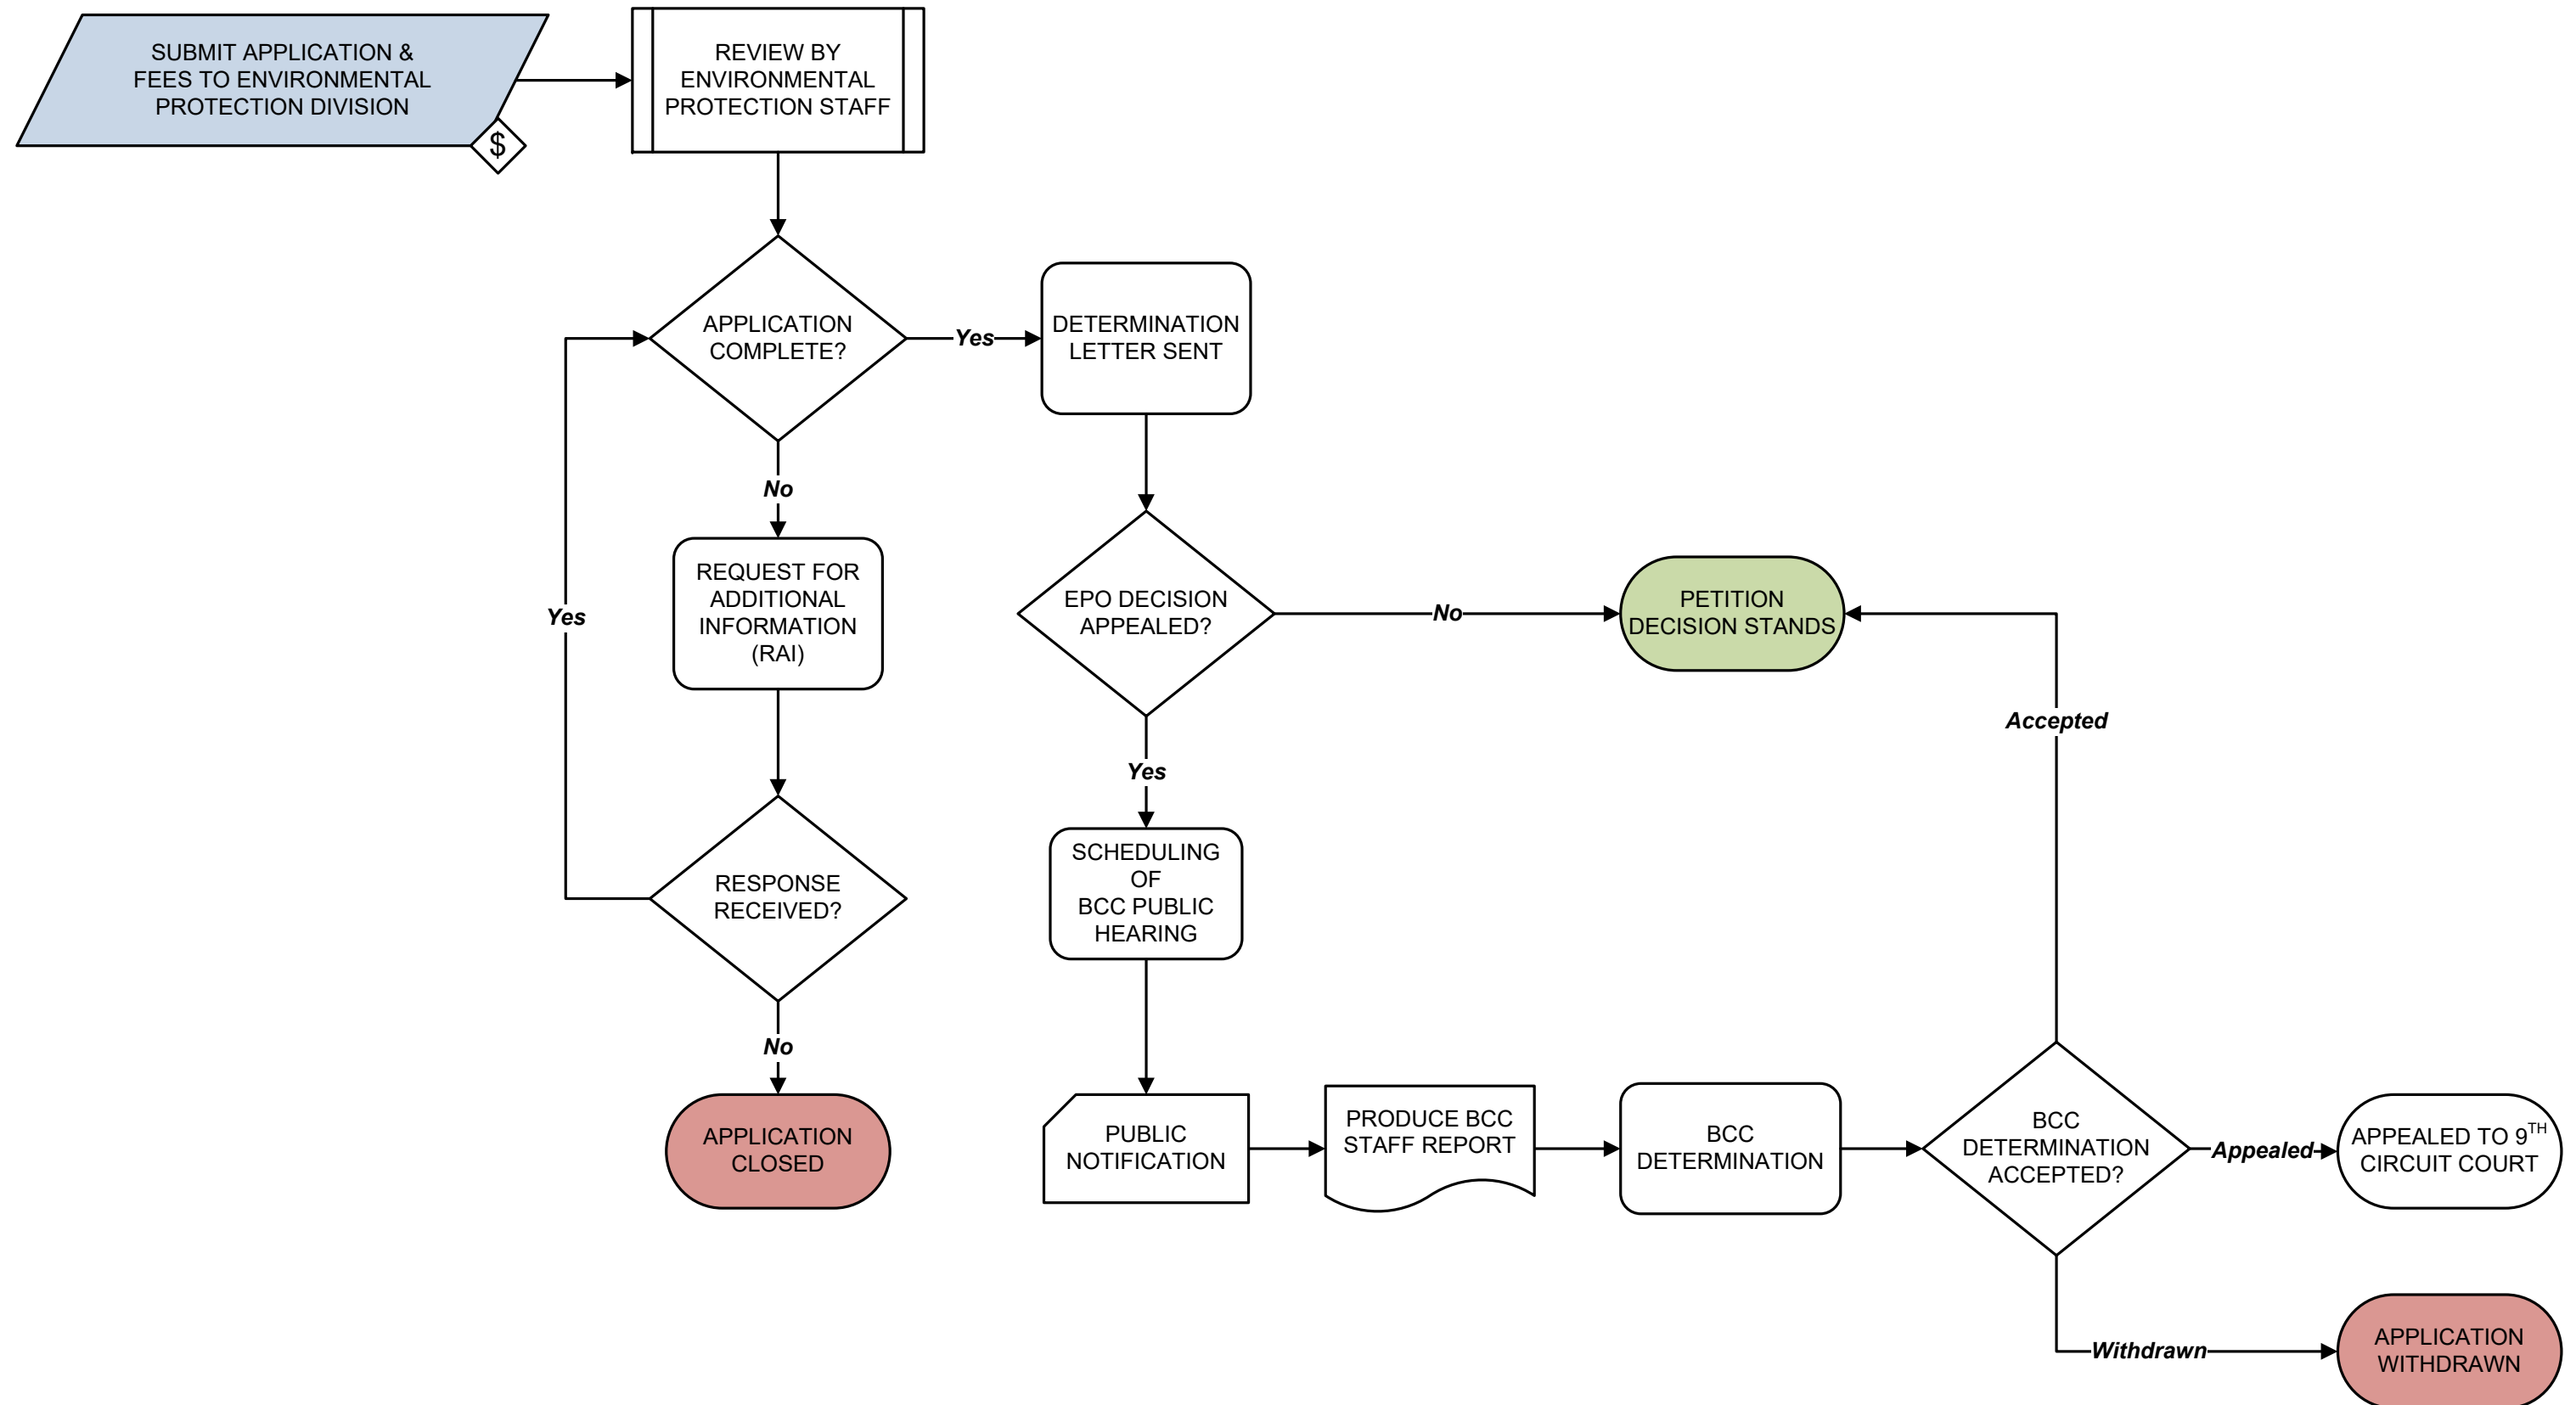 SUBMIT APPLICATION &
FEES TO ENVIRONMENTAL
PROTECTION DIVISION
$
REVIEW BY
ENVIRONMENTAL
PROTECTION STAFF
APPLICATION
COMPLETE?
Yes
DETERMINATION
LETTER SENT
No
REQUEST FOR
ADDITIONAL
INFORMATION
(RAI)
Yes
RESPONSE
RECEIVED?
No
APPLICATION
CLOSED
EPO DECISION
APPEALED?
No
PETITION
DECISION STANDS
Yes
SCHEDULING
OF
BCC PUBLIC
HEARING
PUBLIC
NOTIFICATION
PRODUCE BCC
STAFF REPORT
BCC
DETERMINATION
BCC
DETERMINATION
ACCEPTED?
Accepted
Appealed
APPEALED TO 9TH
CIRCUIT COURT
Withdrawn
APPLICATION
WITHDRAWN